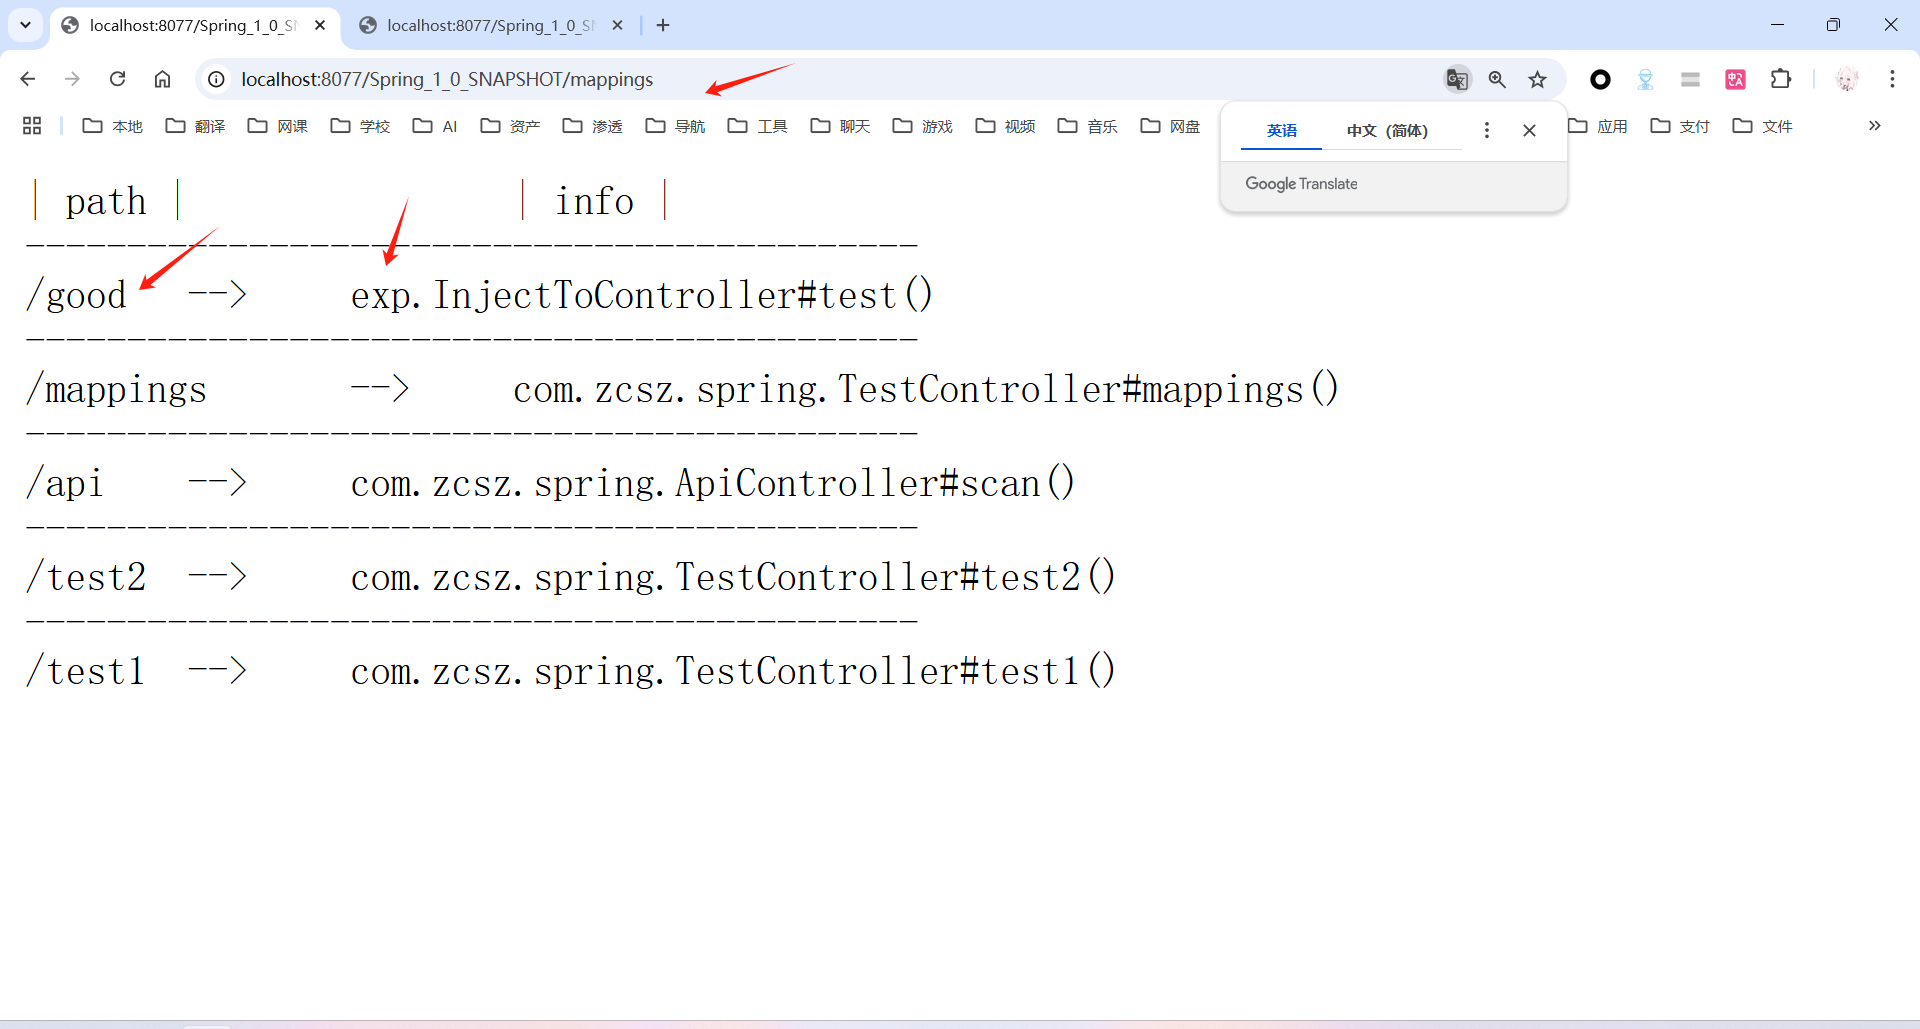 localhost:8077/Spring_1_0_SN
localhost:8077/Spring_1_0_SN
localhost:8077/Spring_1_0_SNAPSHOT/mappings
本地 翻译 网课 学校 AI 资产 渗透 导航 工具 聊天 游戏 视频 音乐 网盘 应用 支付 文件
英语 中文（简体）
Google Translate
| path | | info |
--------------------------------------------
/good --> exp.InjectToController#test()
--------------------------------------------
/mappings --> com.zcsz.spring.TestController#mappings()
--------------------------------------------
/api --> com.zcsz.spring.ApiController#scan()
--------------------------------------------
/test2 --> com.zcsz.spring.TestController#test2()
--------------------------------------------
/test1 --> com.zcsz.spring.TestController#test1()